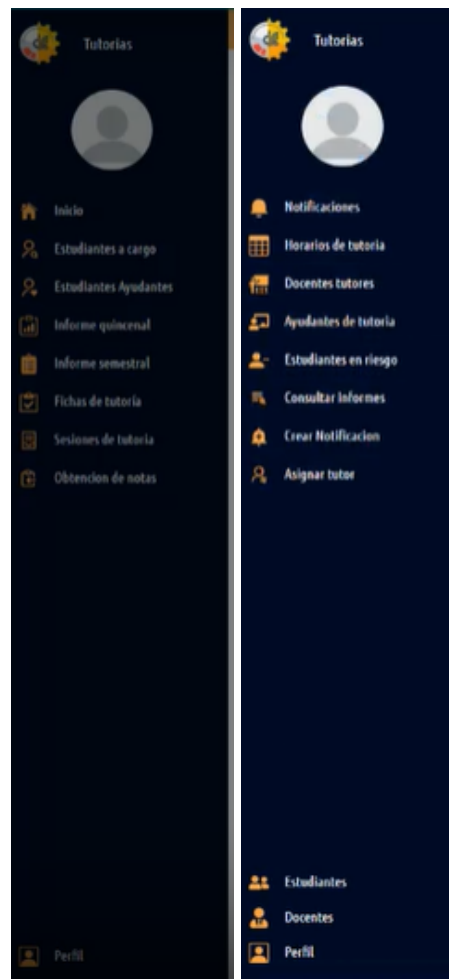 Tutorias
Inicio
Estudiantes a cargo
Estudiantes Ayudantes
Informe quincenal
Informe semestral
Fichas de tutoría
Sesiones de tutoria
Obtencion de notas
Perfil
Tutorias
Notificaciones
Horarios de tutoria
Docentes tutores
Ayudantes de tutoria
Estudiantes en riesgo
Consultar Informes
Crear Notificacion
Asignar tutor
Estudiantes
Docentes
Perfil